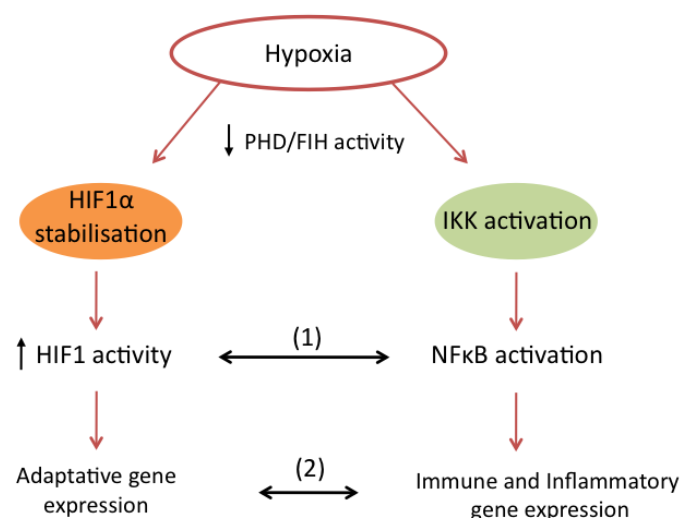 Hypoxia
PHD/FIH activity
HIF1α
stabilisation
IKK activation
(1)
HIF1 activity
NFκB activation
(2)
Adaptative gene
expression
Immune and Inflammatory
gene expression